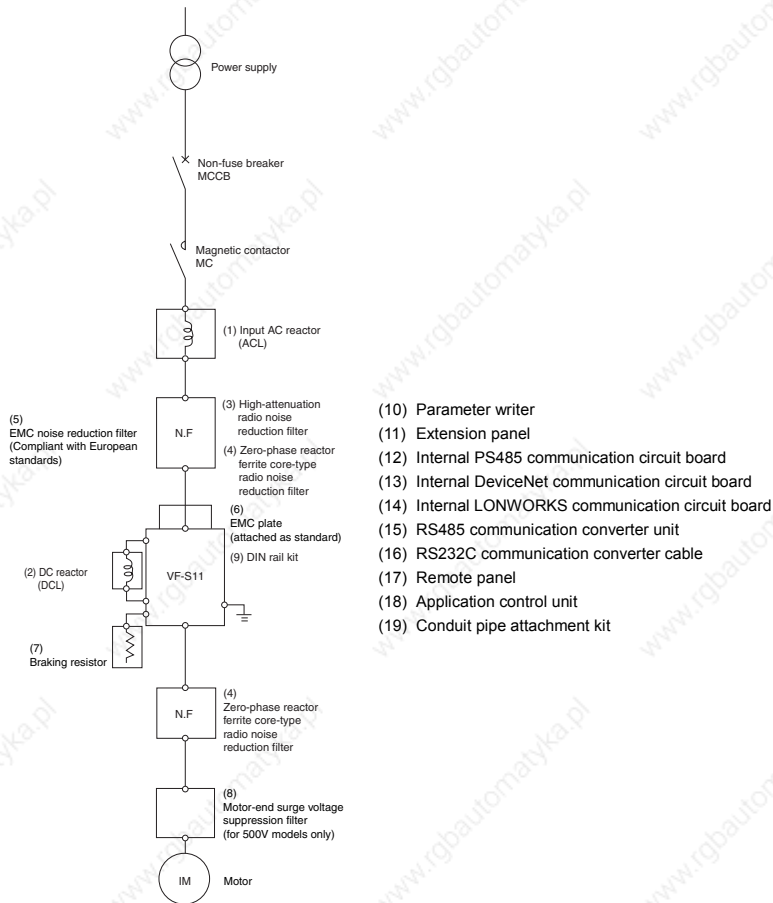 Power supply
Non-fuse breaker
MCCB
Magnetic contactor
MC
(1) Input AC reactor
(ACL)
(5)
EMC noise reduction filter
(Compliant with European
standards)
N.F
(3) High-attenuation
radio noise
reduction filter
(4) Zero-phase reactor
ferrite core-type
radio noise
reduction filter
(6)
EMC plate
(attached as standard)
(9) DIN rail kit
(2) DC reactor
(DCL)
VF-S11
(7)
Braking resistor
N.F
(4)
Zero-phase reactor
ferrite core-type
radio noise
reduction filter
(8)
Motor-end surge voltage
suppression filter
(for 500V models only)
IM
Motor
(10) Parameter writer
(11) Extension panel
(12) Internal PS485 communication circuit board
(13) Internal DeviceNet communication circuit board
(14) Internal LONWORKS communication circuit board
(15) RS485 communication converter unit
(16) RS232C communication converter cable
(17) Remote panel
(18) Application control unit
(19) Conduit pipe attachment kit
www.rgbautomatyka.pl